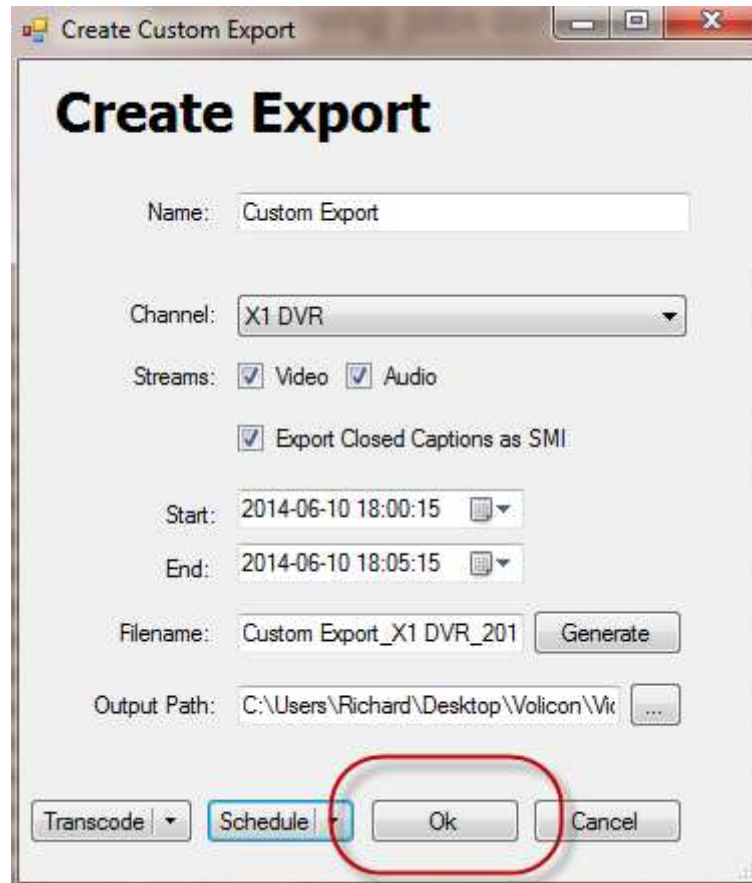 Create Custom Export
Create Export
Name: Custom Export
Channel: X1 DVR
Streams: Video Audio
Export Closed Captions as SMI
Start: 2014-06-10 18:00:15
End: 2014-06-10 18:05:15
Filename: Custom Export_X1 DVR_201 Generate
Output Path: C:\Users\Richard\Desktop\Volicon\Vic ...
Transcode Schedule Ok Cancel